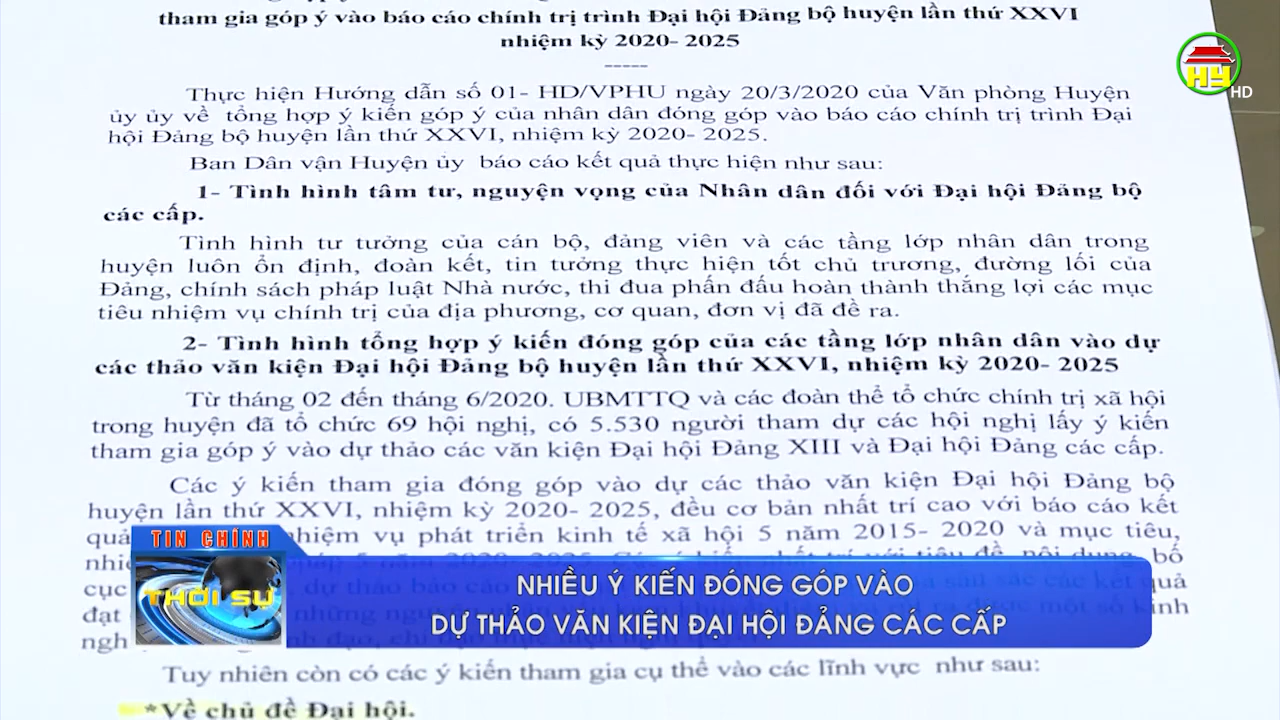 tham gia góp ý vào báo cáo chính trị trình Đại hội Đảng bộ huyện lần thứ XXVI
nhiệm kỳ 2020- 2025
-----
HY HD
Thực hiện Hướng dẫn số 01- HD/VPHU ngày 20/3/2020 của Văn phòng Huyện
ủy ủy về tổng hợp ý kiến góp ý của nhân dân đóng góp vào báo cáo chính trị trình Đại
hội Đảng bộ huyện lần thứ XXVI, nhiệm kỳ 2020- 2025.
Ban Dân vận Huyện ủy báo cáo kết quả thực hiện như sau:
1- Tình hình tâm tư, nguyện vọng của Nhân dân đối với Đại hội Đảng bộ
các cấp.
Tình hình tư tưởng của cán bộ, đảng viên và các tầng lớp nhân dân trong
huyện luôn ổn định, đoàn kết, tin tưởng thực hiện tốt chủ trương, đường lối của
Đảng, chính sách pháp luật Nhà nước, thi đua phấn đấu hoàn thành thắng lợi các mục
tiêu nhiệm vụ chính trị của địa phương, cơ quan, đơn vị đã đề ra.
2- Tình hình tổng hợp ý kiến đóng góp của các tầng lớp nhân dân vào dự
các thảo văn kiện Đại hội Đảng bộ huyện lần thứ XXVI, nhiệm kỳ 2020- 2025
Từ tháng 02 đến tháng 6/2020. UBMTTQ và các đoàn thể tổ chức chính trị xã hội
trong huyện đã tổ chức 69 hội nghị, có 5.530 người tham dự các hội nghị lấy ý kiến
tham gia góp ý vào dự thảo các văn kiện Đại hội Đảng XIII và Đại hội Đảng các cấp.
Các ý kiến tham gia đóng góp vào dự các thảo văn kiện Đại hội Đảng bộ
huyện lần thứ XXVI, nhiệm kỳ 2020- 2025, đều cơ bản nhất trí cao với báo cáo kết
quả nhiệm vụ phát triển kinh tế xã hội 5 năm 2015- 2020 và mục tiêu,
bố
cục dự thảo báo cáo quả
đạt những kinh
TIN CHÍNH
THỜI SỰ
NHIỀU Ý KIẾN ĐÓNG GÓP VÀO
DỰ THẢO VĂN KIỆN ĐẠI HỘI ĐẢNG CÁC CẤP
Tuy nhiên còn có các ý kiến tham gia cụ thể vào các lĩnh vực như sau:
*Về chủ đề Đại hội.